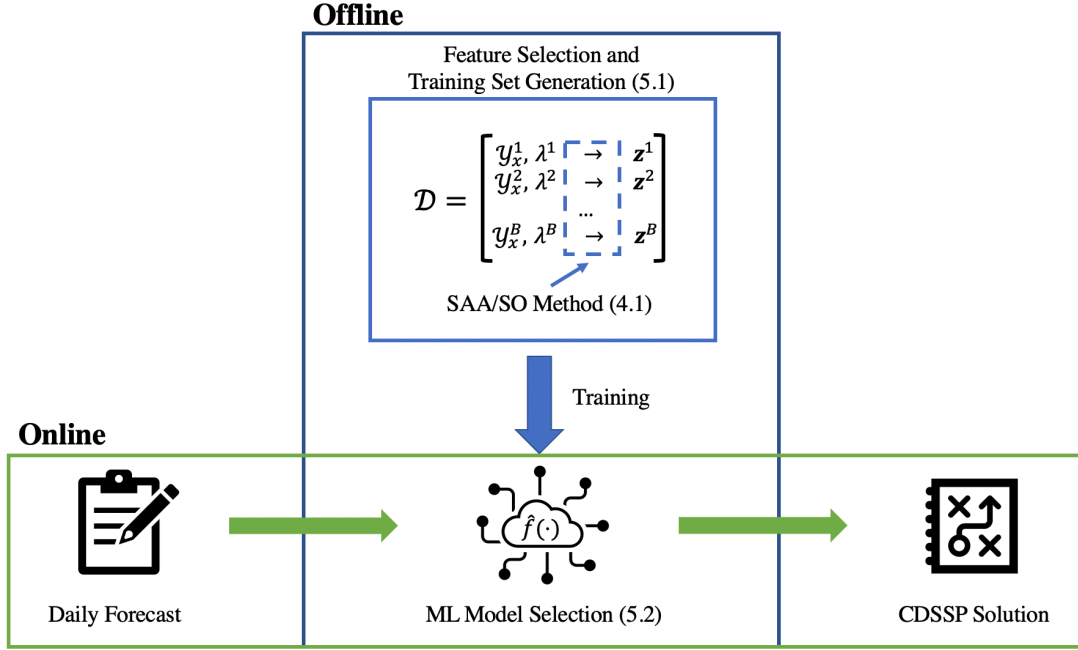 Offline
Feature Selection and
Training Set Generation (5.1)
𝒟 =
𝒴ₓ¹, λ¹ → 𝒛¹
𝒴ₓ², λ² → 𝒛²
...
𝒴ₓᴮ, λᴮ → 𝒛ᴮ
SAA/SO Method (4.1)
Training
Online
f̂(·)
Daily Forecast
ML Model Selection (5.2)
CDSSP Solution